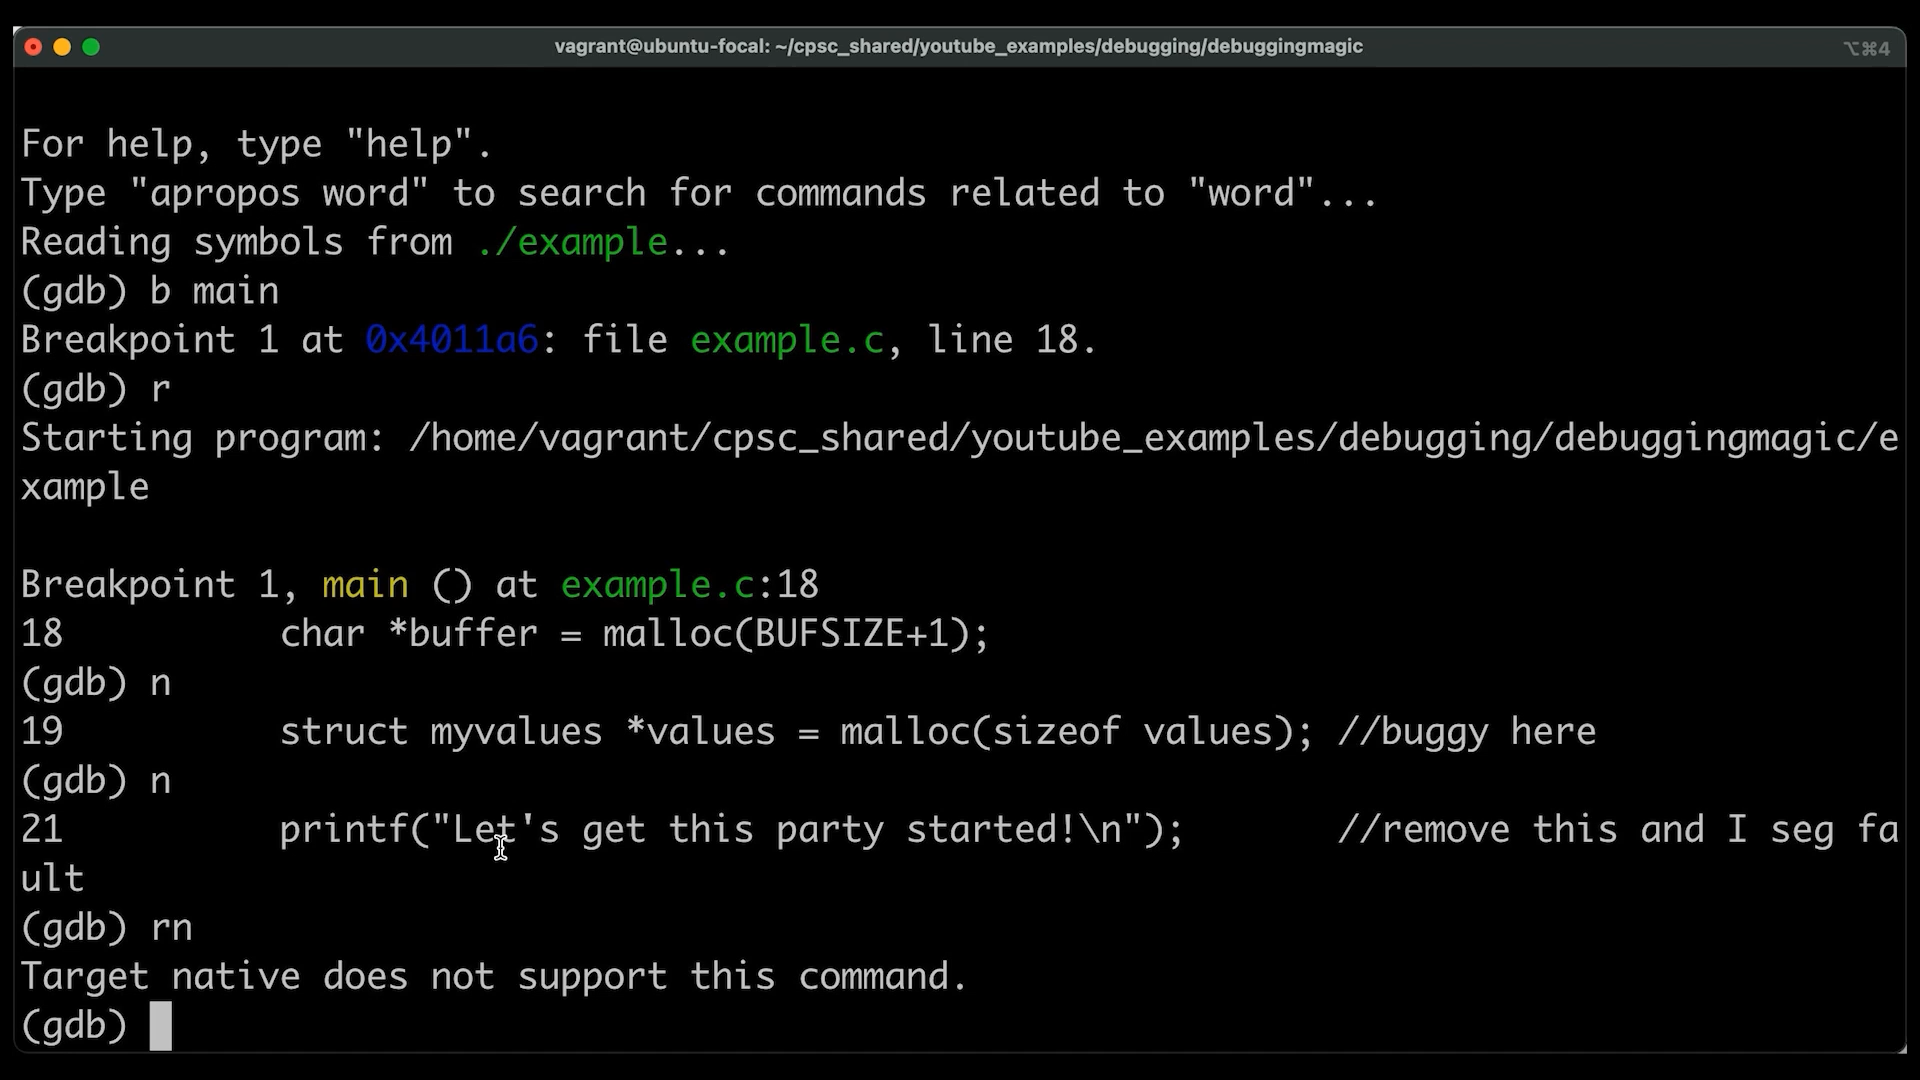 vagrant@ubuntu-focal: ~/cpsc_shared/youtube_examples/debugging/debuggingmagic
⌥⌘4
For help, type "help".
Type "apropos word" to search for commands related to "word"...
Reading symbols from ./example...
(gdb) b main
Breakpoint 1 at 0x4011a6: file example.c, line 18.
(gdb) r
Starting program: /home/vagrant/cpsc_shared/youtube_examples/debugging/debuggingmagic/e
xample
Breakpoint 1, main () at example.c:18
18          char *buffer = malloc(BUFSIZE+1);
(gdb) n
19          struct myvalues *values = malloc(sizeof values); //buggy here
(gdb) n
21          printf("Let's get this party started!\n");       //remove this and I seg fa
ult
(gdb) rn
Target native does not support this command.
(gdb)